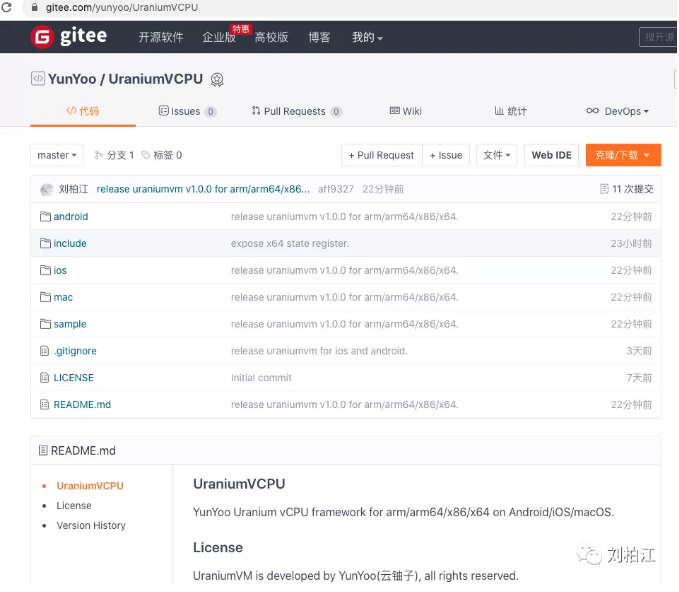 gitee.com/yunyoo/UraniumVCPU
G gitee 开源软件 企业版 特惠 高校版 博客 我的 搜开源
YunYoo / UraniumVCPU
代码 Issues 0 Pull Requests 0 Wiki 统计 DevOps
master 分支 1 标签 0 + Pull Request + Issue 文件 Web IDE 克隆/下载
刘柏江 release uraniumvm v1.0.0 for arm/arm64/x86... aff9327 22分钟前 11 次提交
android release uraniumvm v1.0.0 for arm/arm64/x86/x64. 22分钟前
include expose x64 state register. 23小时前
ios release uraniumvm v1.0.0 for arm/arm64/x86/x64. 22分钟前
mac release uraniumvm v1.0.0 for arm/arm64/x86/x64. 22分钟前
sample release uraniumvm v1.0.0 for arm/arm64/x86/x64. 22分钟前
.gitignore release uraniumvm for ios and android. 3天前
LICENSE Initial commit 7天前
README.md release uraniumvm v1.0.0 for arm/arm64/x86/x64. 22分钟前
README.md
UraniumVCPU
License
Version History
UraniumVCPU
YunYoo Uranium vCPU framework for arm/arm64/x86/x64 on Android/iOS/macOS.
License
UraniumVM is developed by YunYoo(云铀子), all rights reserved.
刘柏江